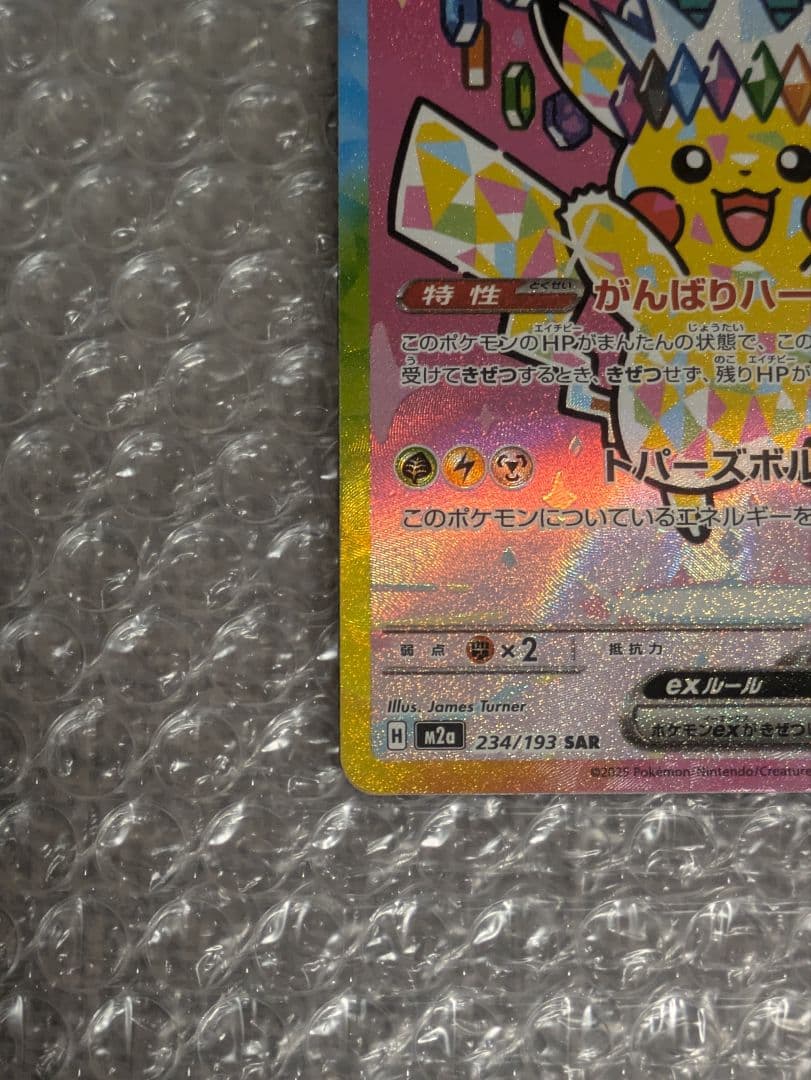 特性 とくせい がんばりハー
エイチピー じょうたい
このポケモンのHPがまんたんの状態で、この
う のこ エイチピー
受けてきぜつするとき、きぜつせず、残りHPが
トパーズボル
このポケモンについているエネルギーを
弱点 ×2 抵抗力
Illus. James Turner
exルール
H M2a 234/193 SAR
ポケモンexがきぜつ
©2025 Pokémon/Nintendo/Creature